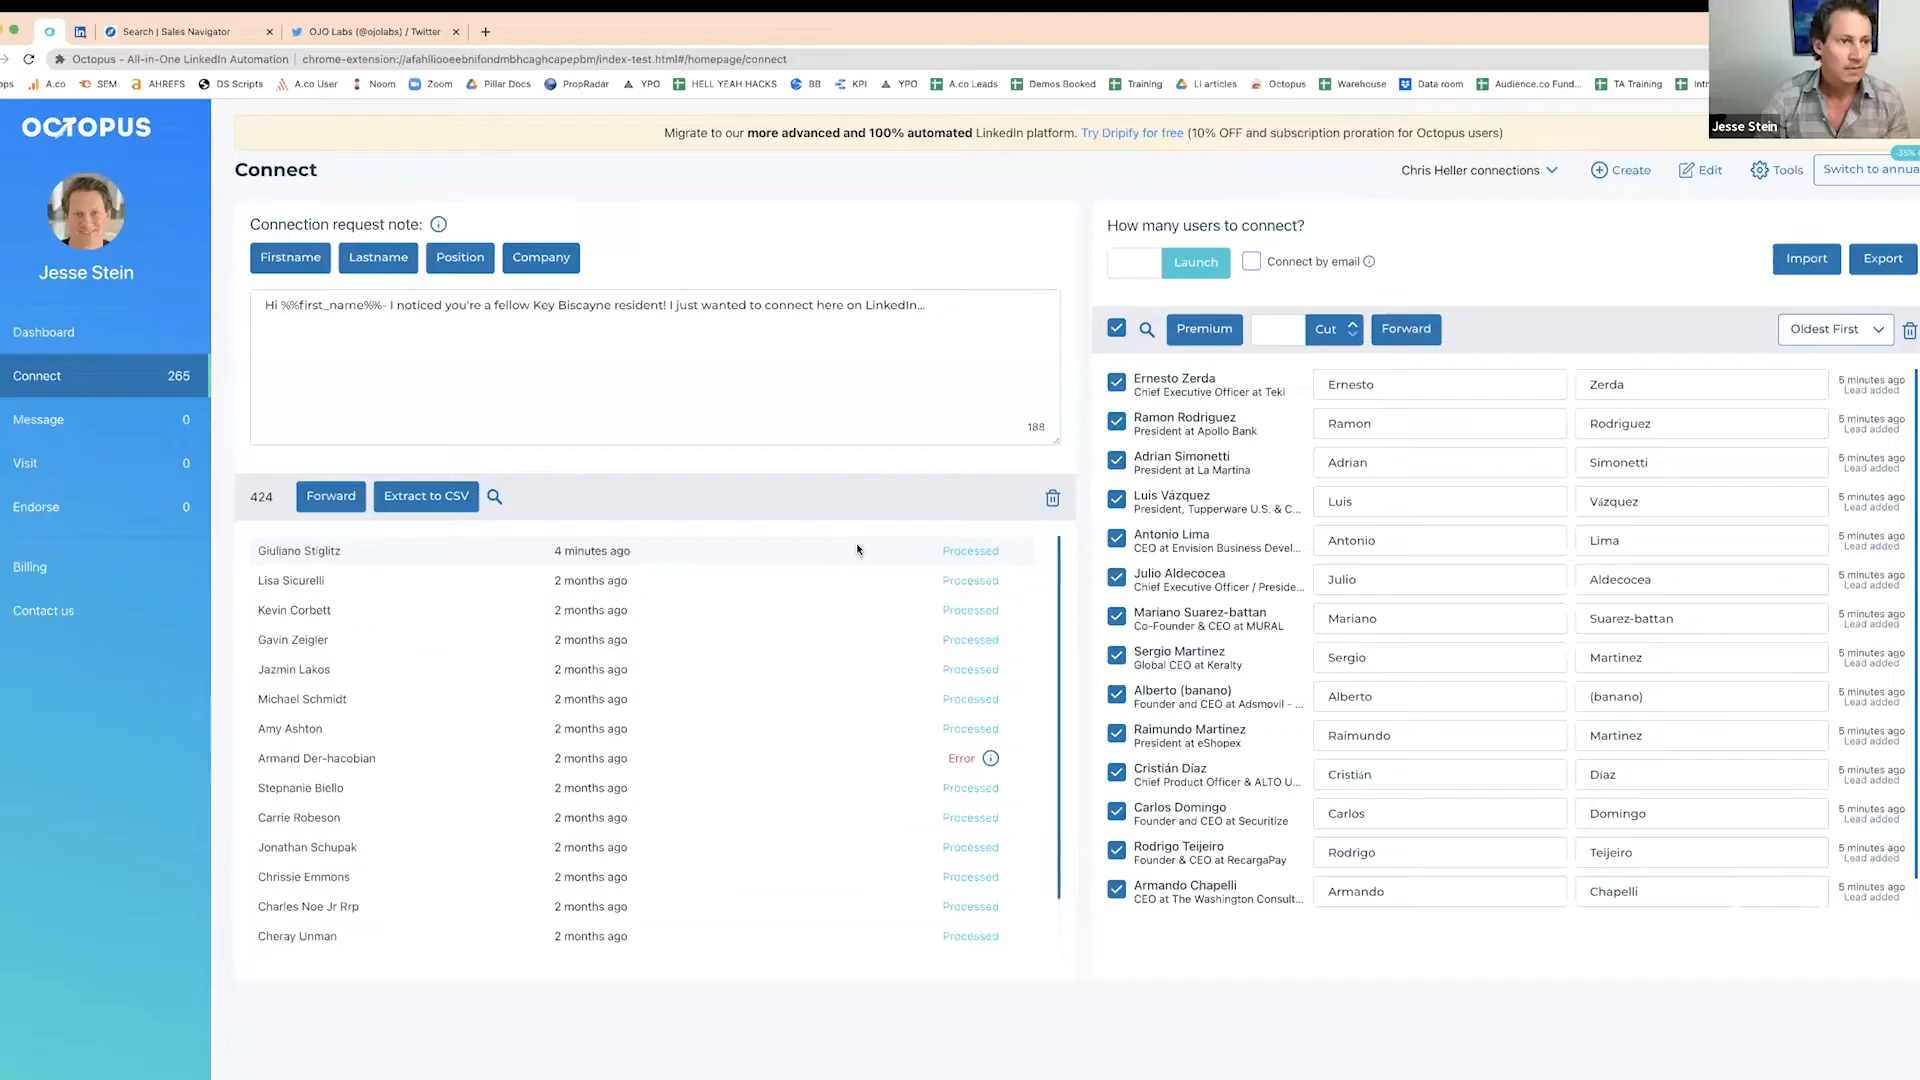 Search | Sales Navigator
OJO Labs (@ojolabs) / Twitter
Octopus - All-in-One LinkedIn Automation
chrome-extension://afahlliooeebnifondmbhcaghcapepbm/index-test.html#/homepage/connect
A.co
SEM
AHREFS
DS Scripts
A.co User
Noom
Zoom
Pillar Docs
PropRadar
YPO
HELL YEAH HACKS
BB
KPI
YPO
A.co Leads
Demos Booked
Training
LI articles
Octopus
Warehouse
Data room
Audience.co Fund...
TA Training
Jesse Stein
OCTOPUS
Jesse Stein
Dashboard
Connect 265
Message 0
Visit 0
Endorse 0
Billing
Contact us
Migrate to our more advanced and 100% automated LinkedIn platform. Try Dripify for free (10% OFF and subscription proration for Octopus users)
Connect
Chris Heller connections
Create
Edit
Tools
-35%
Switch to annua
Connection request note:
Firstname
Lastname
Position
Company
Hi %%first_name%%- I noticed you're a fellow Key Biscayne resident! I just wanted to connect here on LinkedIn...
188
424
Forward
Extract to CSV
Giuliano Stiglitz 4 minutes ago Processed
Lisa Sicurelli 2 months ago Processed
Kevin Corbett 2 months ago Processed
Gavin Zeigler 2 months ago Processed
Jazmin Lakos 2 months ago Processed
Michael Schmidt 2 months ago Processed
Amy Ashton 2 months ago Processed
Armand Der-hacobian 2 months ago Error
Stephanie Biello 2 months ago Processed
Carrie Robeson 2 months ago Processed
Jonathan Schupak 2 months ago Processed
Chrissie Emmons 2 months ago Processed
Charles Noe Jr Rrp 2 months ago Processed
Cheray Unman 2 months ago Processed
How many users to connect?
Launch
Connect by email
Import
Export
Premium
Cut
Forward
Oldest First
Ernesto Zerda
Chief Executive Officer at Teki
Ernesto
Zerda
5 minutes ago
Lead added
Ramon Rodriguez
President at Apollo Bank
Ramon
Rodriguez
5 minutes ago
Lead added
Adrian Simonetti
President at La Martina
Adrian
Simonetti
5 minutes ago
Lead added
Luis Vázquez
President, Tupperware U.S. & C...
Luis
Vázquez
5 minutes ago
Lead added
Antonio Lima
CEO at Envision Business Devel...
Antonio
Lima
5 minutes ago
Lead added
Julio Aldecocea
Chief Executive Officer / Preside...
Julio
Aldecocea
5 minutes ago
Lead added
Mariano Suarez-battan
Co-Founder & CEO at MURAL
Mariano
Suarez-battan
5 minutes ago
Lead added
Sergio Martinez
Global CEO at Keralty
Sergio
Martinez
5 minutes ago
Lead added
Alberto (banano)
Founder and CEO at Adsmovil - ...
Alberto
(banano)
5 minutes ago
Lead added
Raimundo Martinez
President at eShopex
Raimundo
Martinez
5 minutes ago
Lead added
Cristián Díaz
Chief Product Officer & ALTO U...
Cristián
Díaz
5 minutes ago
Lead added
Carlos Domingo
Founder and CEO at Securitize
Carlos
Domingo
5 minutes ago
Lead added
Rodrigo Teijeiro
Founder & CEO at RecargaPay
Rodrigo
Teijeiro
5 minutes ago
Lead added
Armando Chapelli
CEO at The Washington Consult...
Armando
Chapelli
5 minutes ago
Lead added